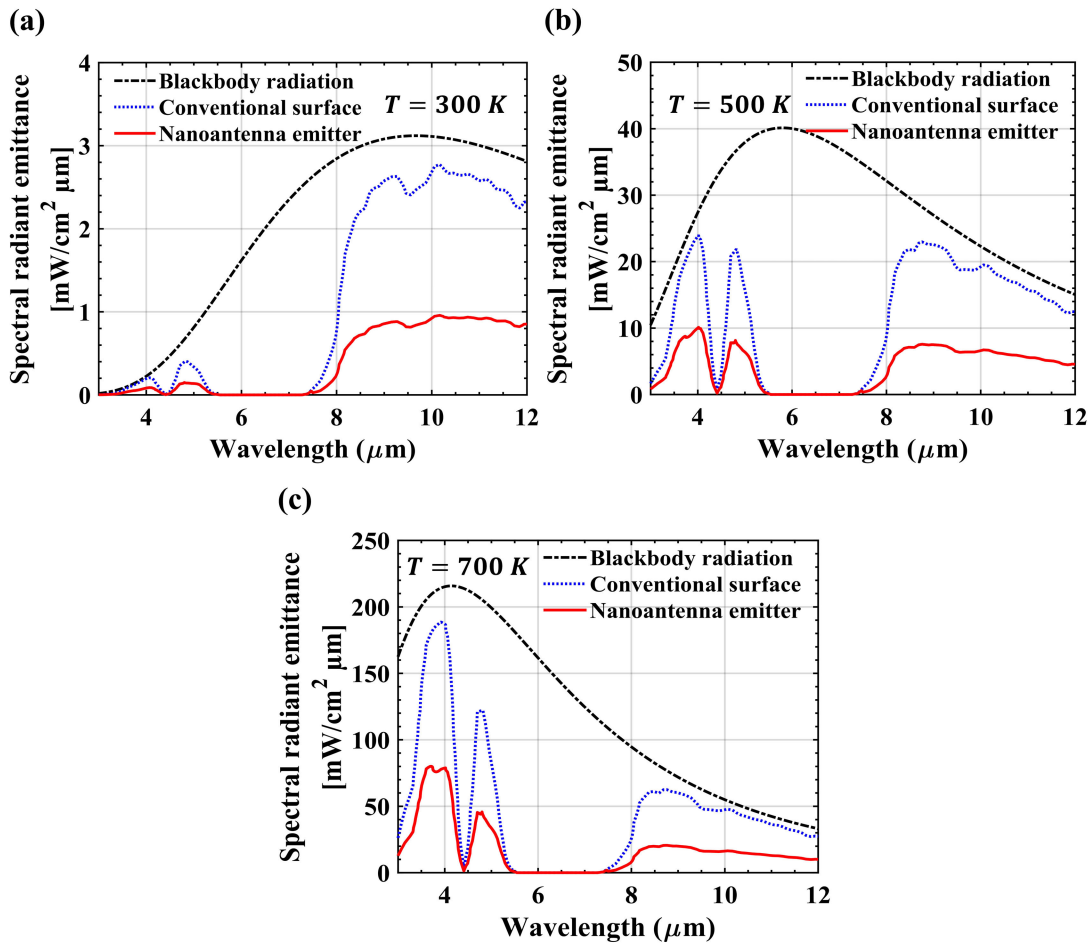 (a)
Spectral radiant emittance
[mW/cm² μm]
4
3
2
1
0
Blackbody radiation
Conventional surface
Nanoantenna emitter
T = 300 K
4 6 8 10 12
Wavelength (μm)
(b)
Spectral radiant emittance
[mW/cm² μm]
50
40
30
20
10
0
Blackbody radiation
Conventional surface
Nanoantenna emitter
T = 500 K
4 6 8 10 12
Wavelength (μm)
(c)
Spectral radiant emittance
[mW/cm² μm]
250
200
150
100
50
0
T = 700 K
Blackbody radiation
Conventional surface
Nanoantenna emitter
4 6 8 10 12
Wavelength (μm)